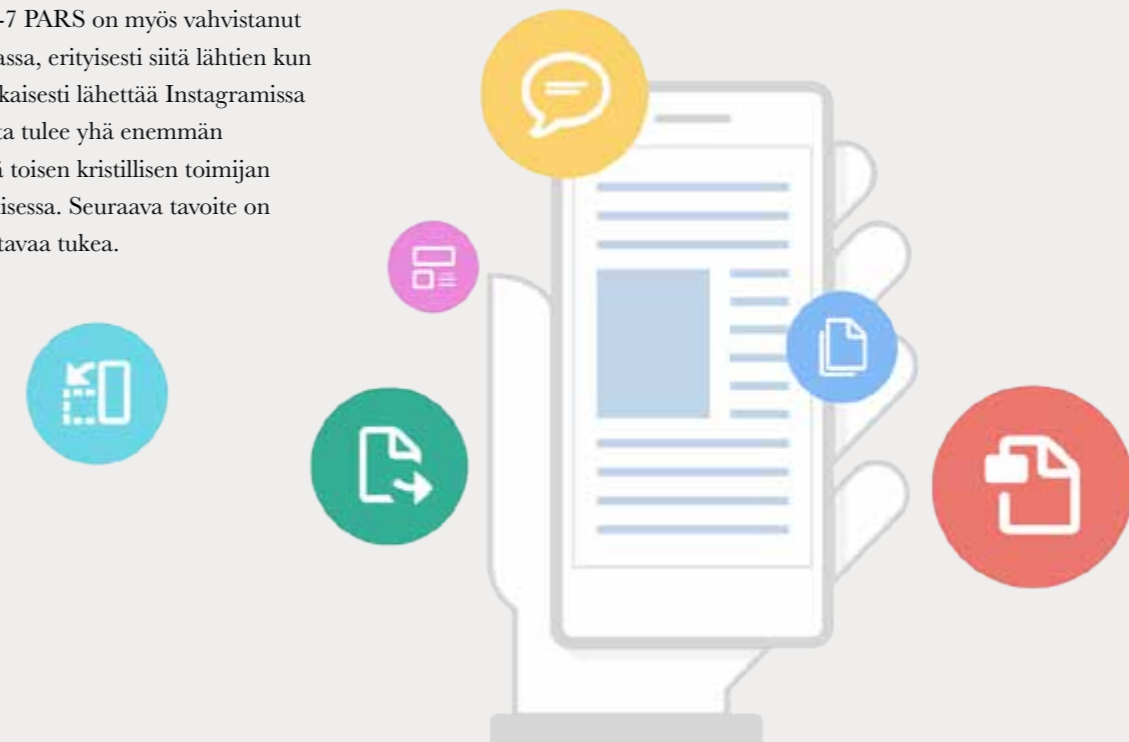 -7 PARS on myös vahvistanut
assa, erityisesti siitä lähtien kun
kaisesti lähettää Instagramissa
ta tulee yhä enemmän
ä toisen kristillisen toimijan
isessa. Seuraava tavoite on
tavaa tukea.